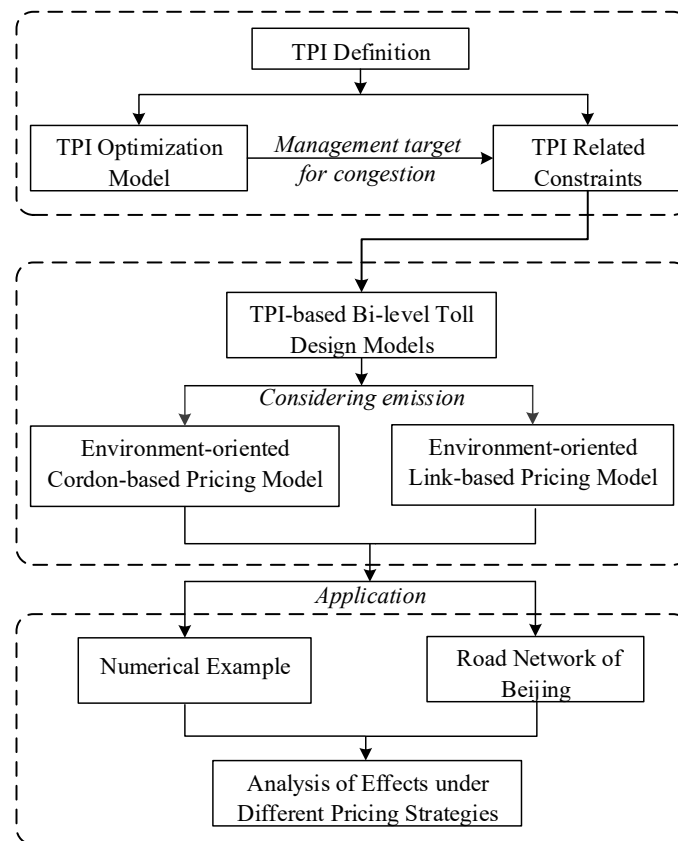 TPI Definition
TPI Optimization
Model
Management target
for congestion
TPI Related
Constraints
TPI-based Bi-level Toll
Design Models
Considering emission
Environment-oriented
Cordon-based Pricing Model
Environment-oriented
Link-based Pricing Model
Application
Numerical Example
Road Network of
Beijing
Analysis of Effects under
Different Pricing Strategies